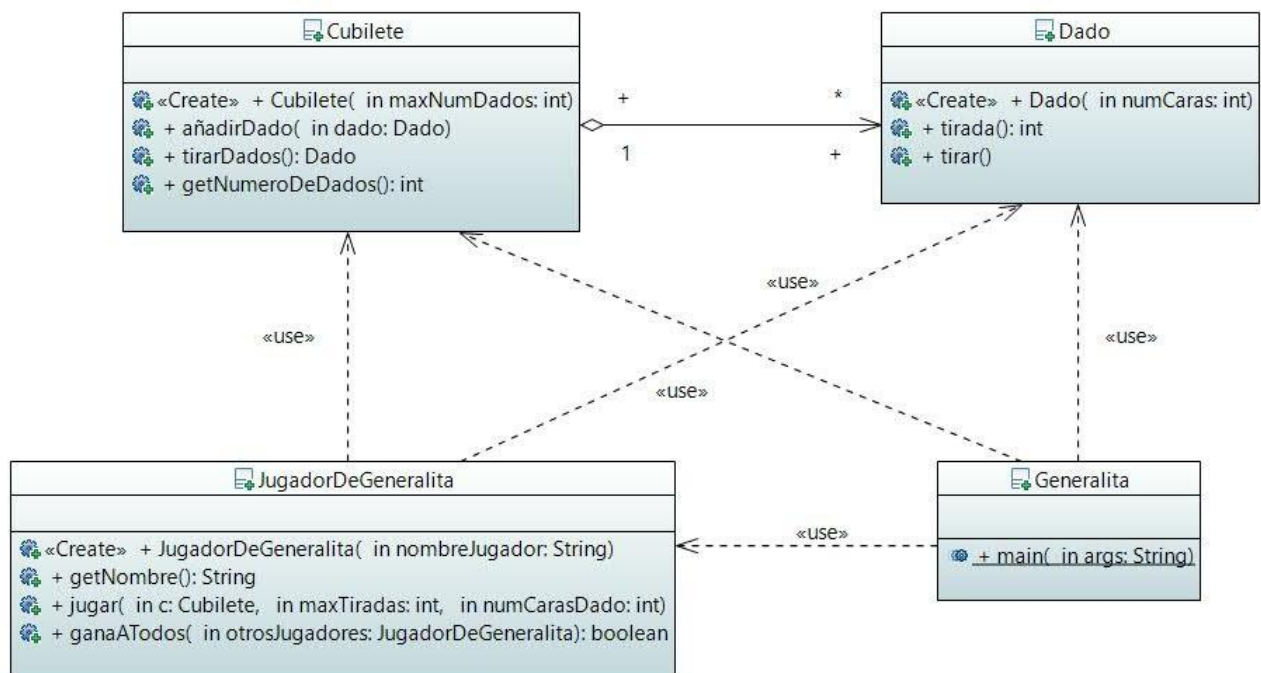 Cubilete
«Create» + Cubilete( in maxNumDados: int)
+ añadirDado( in dado: Dado)
+ tirarDados(): Dado
+ getNumeroDeDados(): int
+ *
1 +
Dado
«Create» + Dado( in numCaras: int)
+ tirada(): int
+ tirar()
«use»
«use»
«use»
«use»
JugadorDeGeneralita
«Create» + JugadorDeGeneralita( in nombreJugador: String)
+ getNombre(): String
+ jugar( in c: Cubilete, in maxTiradas: int, in numCarasDado: int)
+ ganaATodos( in otrosJugadores: JugadorDeGeneralita): boolean
«use»
Generalita
+ main( in args: String)